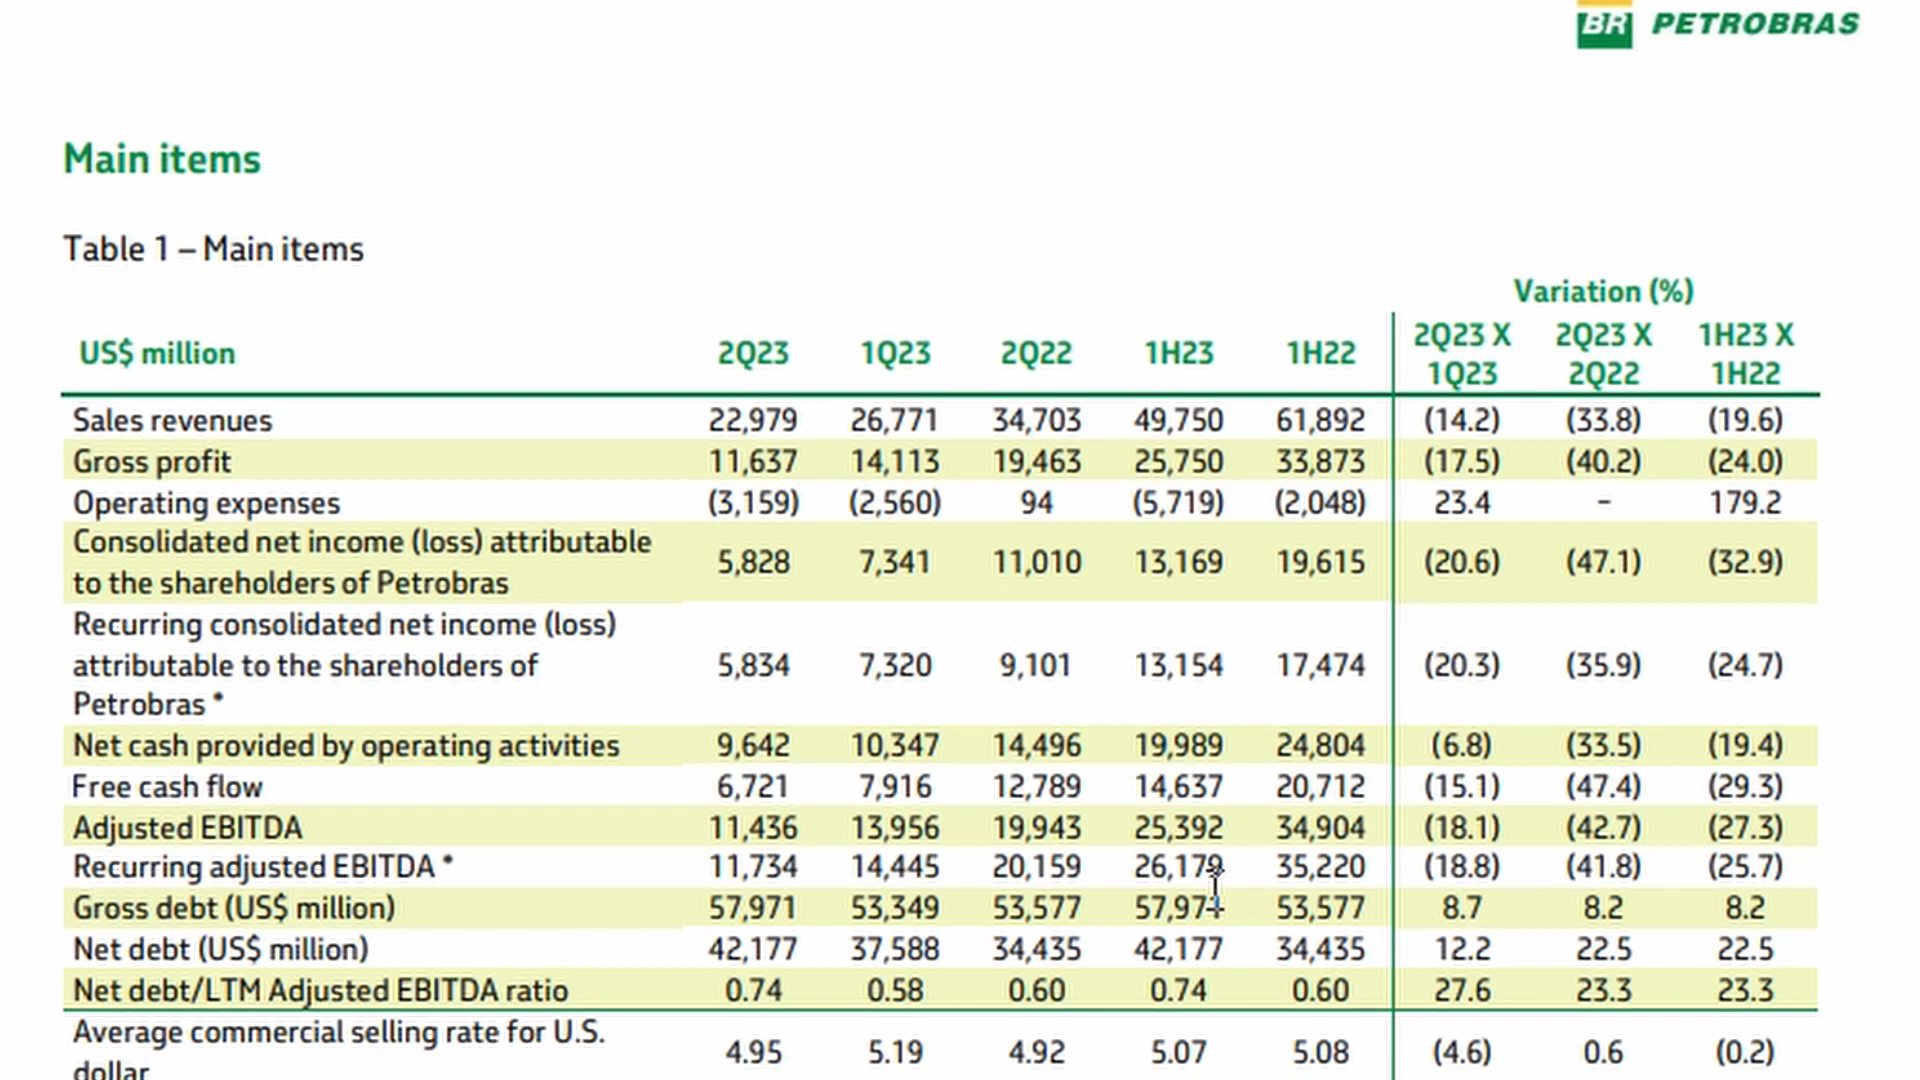 BR PETROBRAS
Main items
Table 1 – Main items
Variation (%)
US$ million 2Q23 1Q23 2Q22 1H23 1H22 2Q23 X 1Q23 2Q23 X 2Q22 1H23 X 1H22
Sales revenues 22,979 26,771 34,703 49,750 61,892 (14.2) (33.8) (19.6)
Gross profit 11,637 14,113 19,463 25,750 33,873 (17.5) (40.2) (24.0)
Operating expenses (3,159) (2,560) 94 (5,719) (2,048) 23.4 – 179.2
Consolidated net income (loss) attributable
to the shareholders of Petrobras 5,828 7,341 11,010 13,169 19,615 (20.6) (47.1) (32.9)
Recurring consolidated net income (loss)
attributable to the shareholders of 5,834 7,320 9,101 13,154 17,474 (20.3) (35.9) (24.7)
Petrobras *
Net cash provided by operating activities 9,642 10,347 14,496 19,989 24,804 (6.8) (33.5) (19.4)
Free cash flow 6,721 7,916 12,789 14,637 20,712 (15.1) (47.4) (29.3)
Adjusted EBITDA 11,436 13,956 19,943 25,392 34,904 (18.1) (42.7) (27.3)
Recurring adjusted EBITDA * 11,734 14,445 20,159 26,179 35,220 (18.8) (41.8) (25.7)
Gross debt (US$ million) 57,971 53,349 53,577 57,971 53,577 8.7 8.2 8.2
Net debt (US$ million) 42,177 37,588 34,435 42,177 34,435 12.2 22.5 22.5
Net debt/LTM Adjusted EBITDA ratio 0.74 0.58 0.60 0.74 0.60 27.6 23.3 23.3
Average commercial selling rate for U.S.
dollar 4.95 5.19 4.92 5.07 5.08 (4.6) 0.6 (0.2)